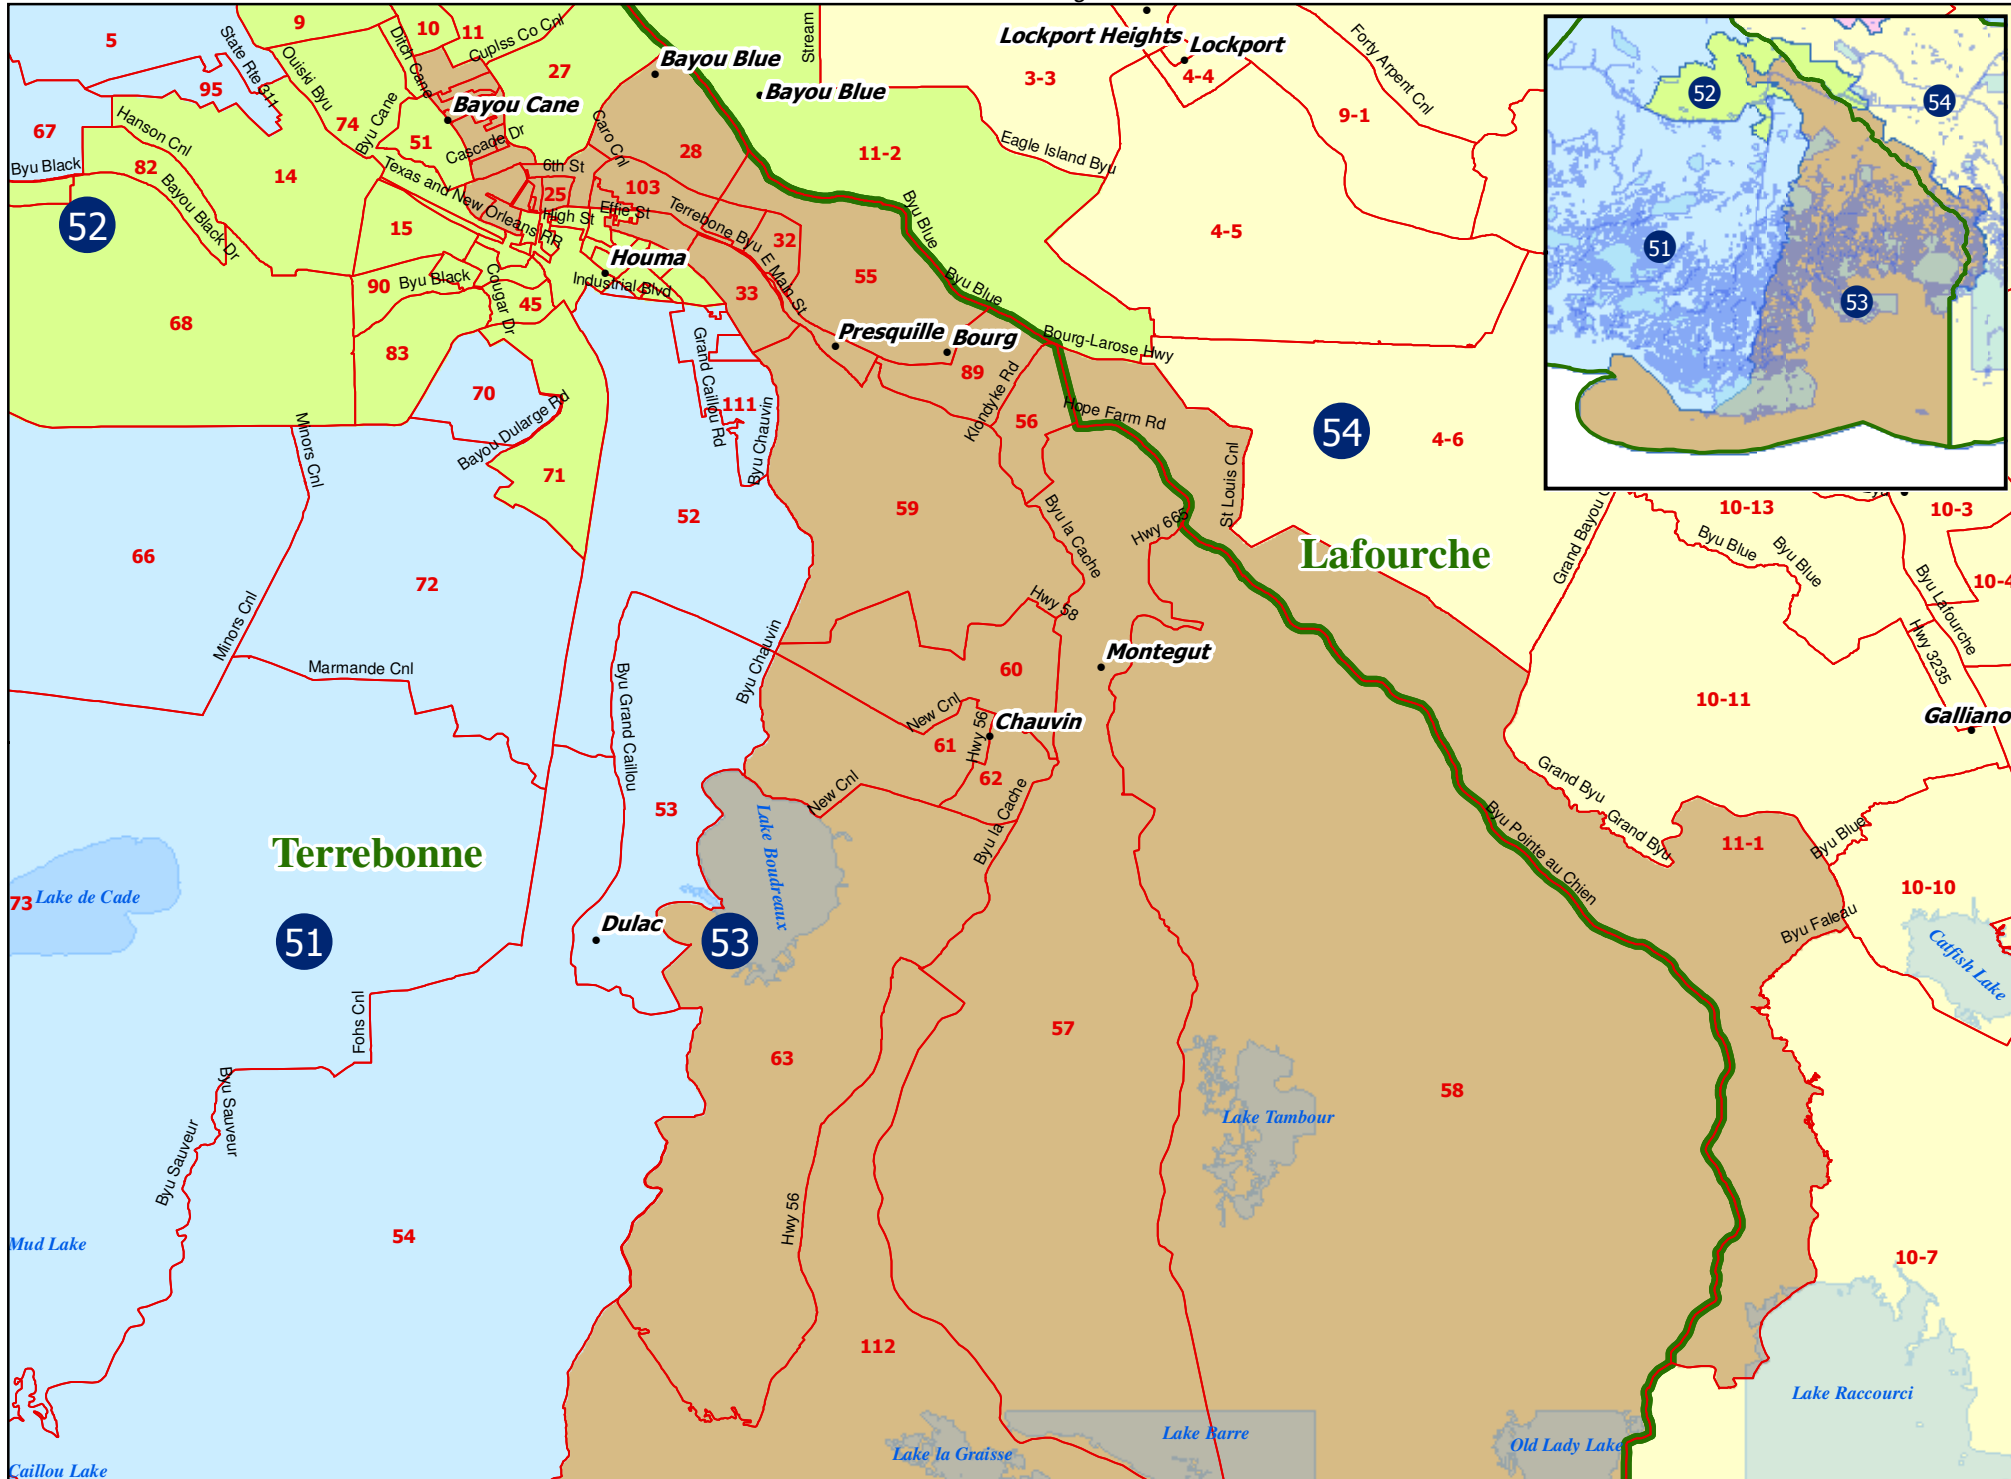 5
9
10
11
Cuplss Co Cnl
State Rte 311
Ouiski Byu
Ditch Cane
27
Stream
Bayou Blue
Bayou Blue
Lockport Heights
Lockport
3-3
4-4
Forty Arpent Cnl
9-1
95
67
Hanson Cnl
74
Byu Cane
51
Bayou Cane
Cascade Dr
Caro Cnl
28
11-2
Eagle Island Byu
Byu Black
82
14
Bayou Black Dr
Texas and New Orleans RR
6th St
25
103
High St
Effie St
Terrebone Byu
32
E Main St
Byu Blue
4-5
52
15
Houma
Industrial Blvd
55
33
Byu Blue
90
Byu Black
Cougar Dr
45
68
83
Presquille
Bourg
Bourg-Larose Hwy
89
Klondyke Rd
56
Hope Farm Rd
70
Bayou Dularge Rd
Grand Caillou Rd
111
Byu Chauvin
54
4-6
St Louis Cnl
Minors Cnl
71
52
59
Byu la Cache
Hwy 665
Lafourche
52
54
51
53
10-13
10-3
Byu Blue
Byu Blue
Grand Bayou C
10-4
Byu Lafourche
Hwy 3235
66
72
Minors Cnl
Hwy 58
Marmande Cnl
Byu Grand Caillou
Byu Chauvin
60
Montegut
10-11
Galliano
New Cnl
Hwy 56
Chauvin
61
62
New Cnl
Byu la Cache
Grand Byu
Grand Byu
53
Lake Boudreaux
Byu Pointe au Chien
11-1
Byu Blue
Terrebonne
73
Lake de Cade
10-10
Byu Faleau
51
Dulac
53
Catfish Lake
Fohs Cnl
57
63
58
Byu Sauveur
Byu Sauveur
Lake Tambour
Mud Lake
54
Hwy 56
10-7
112
Lake Raccourci
Caillou Lake
Lake la Graisse
Lake Barre
Old Lady Lake